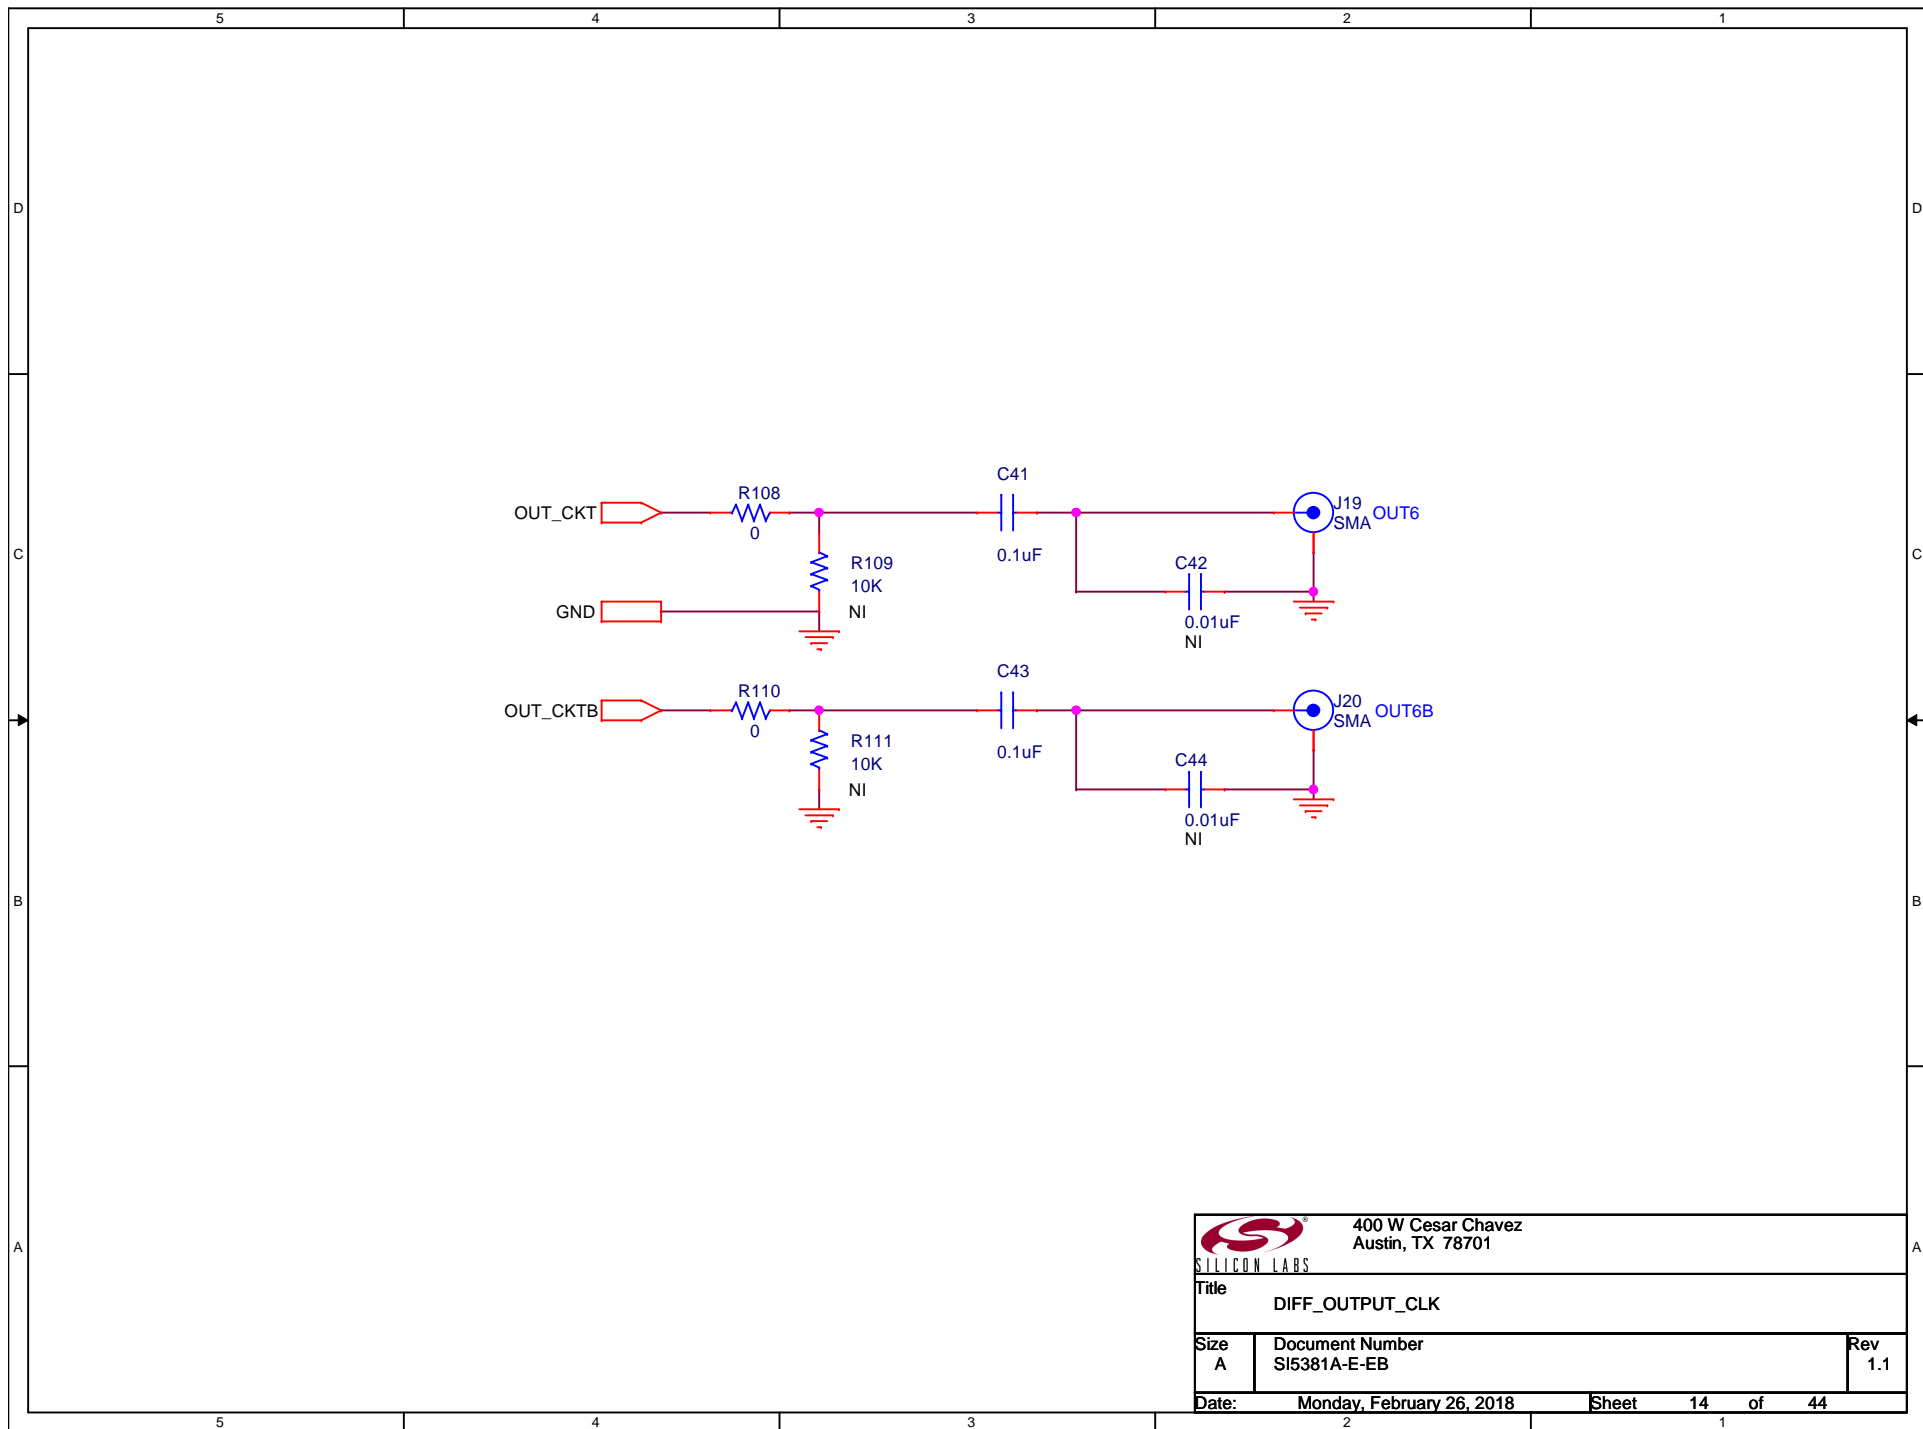 5 4 3 2 1
D D
C41
R108
OUT_CKT
0
J19
SMA OUT6
0.1uF
C C
R109
10K
NI
C42
0.01uF
NI
GND
C43
R110
OUT_CKTB
0
J20
SMA OUT6B
0.1uF
R111
10K
NI
C44
0.01uF
NI
B B
A A
SILICON LABS ®
400 W Cesar Chavez
Austin, TX 78701
Title
DIFF_OUTPUT_CLK
Size Document Number Rev
A SI5381A-E-EB 1.1
Date: Monday, February 26, 2018 Sheet 14 of 44
5 4 3 2 1